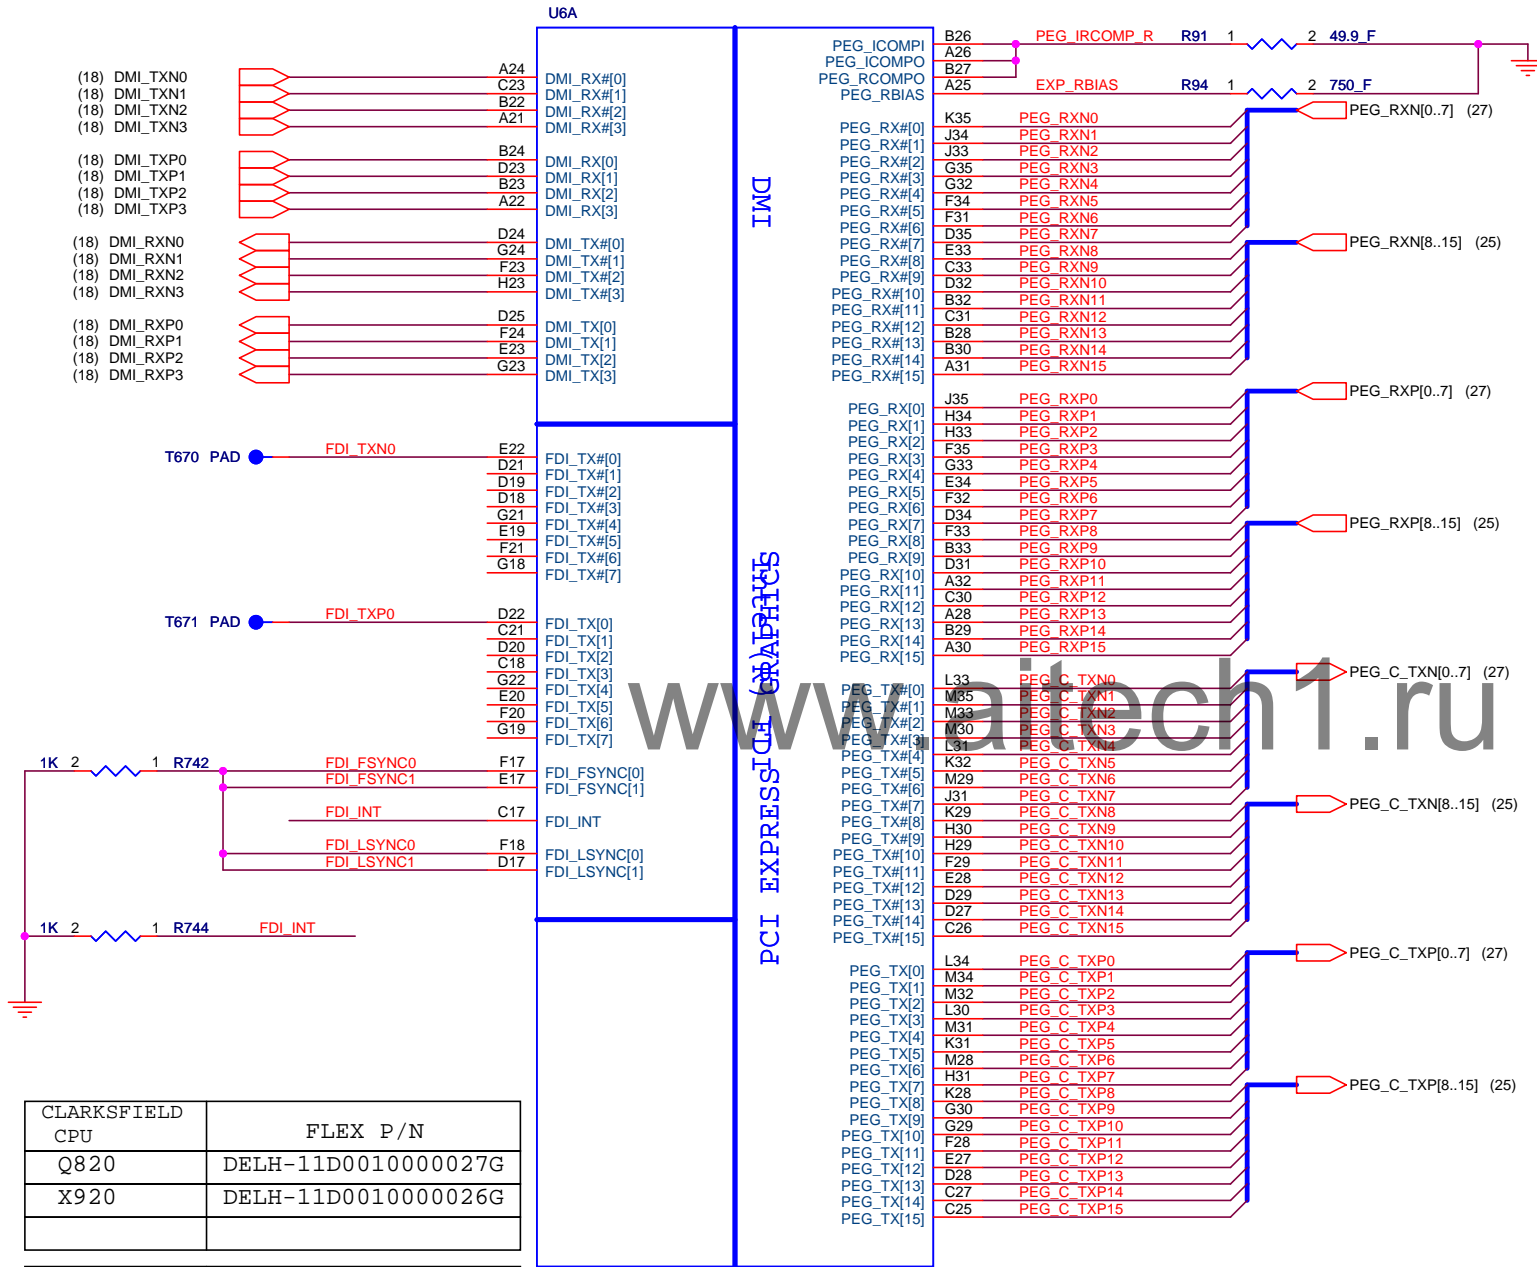 U6A
(18) DMI_TXN0 A24 DMI_RX#[0]
(18) DMI_TXN1 C23 DMI_RX#[1]
(18) DMI_TXN2 B22 DMI_RX#[2]
(18) DMI_TXN3 A21 DMI_RX#[3]
(18) DMI_TXP0 B24 DMI_RX[0]
(18) DMI_TXP1 D23 DMI_RX[1]
(18) DMI_TXP2 B23 DMI_RX[2]
(18) DMI_TXP3 A22 DMI_RX[3]
(18) DMI_RXN0 D24 DMI_TX#[0]
(18) DMI_RXN1 G24 DMI_TX#[1]
(18) DMI_RXN2 F23 DMI_TX#[2]
(18) DMI_RXN3 H23 DMI_TX#[3]
(18) DMI_RXP0 D25 DMI_TX[0]
(18) DMI_RXP1 F24 DMI_TX[1]
(18) DMI_RXP2 E23 DMI_TX[2]
(18) DMI_RXP3 G23 DMI_TX[3]
T670 PAD FDI_TXN0 E22 FDI_TX#[0]
D21 FDI_TX#[1]
D19 FDI_TX#[2]
D18 FDI_TX#[3]
G21 FDI_TX#[4]
E19 FDI_TX#[5]
F21 FDI_TX#[6]
G18 FDI_TX#[7]
T671 PAD FDI_TXP0 D22 FDI_TX[0]
C21 FDI_TX[1]
D20 FDI_TX[2]
C18 FDI_TX[3]
G22 FDI_TX[4]
E20 FDI_TX[5]
F20 FDI_TX[6]
G19 FDI_TX[7]
1K 2 1 R742 FDI_FSYNC0 F17 FDI_FSYNC[0]
FDI_FSYNC1 E17 FDI_FSYNC[1]
FDI_INT C17 FDI_INT
FDI_LSYNC0 F18 FDI_LSYNC[0]
FDI_LSYNC1 D17 FDI_LSYNC[1]
1K 2 1 R744 FDI_INT
DMI
Intel(R) FDI
PCI EXPRESS -- GRAPHICS
PEG_ICOMPI B26 PEG_IRCOMP_R R91 1 2 49.9_F
PEG_ICOMPO A26
PEG_RCOMPO B27
PEG_RBIAS A25 EXP_RBIAS R94 1 2 750_F
PEG_RXN[0..7] (27)
PEG_RX#[0] K35 PEG_RXN0
PEG_RX#[1] J34 PEG_RXN1
PEG_RX#[2] J33 PEG_RXN2
PEG_RX#[3] G35 PEG_RXN3
PEG_RX#[4] G32 PEG_RXN4
PEG_RX#[5] F34 PEG_RXN5
PEG_RX#[6] F31 PEG_RXN6
PEG_RX#[7] D35 PEG_RXN7
PEG_RXN[8..15] (25)
PEG_RX#[8] E33 PEG_RXN8
PEG_RX#[9] C33 PEG_RXN9
PEG_RX#[10] D32 PEG_RXN10
PEG_RX#[11] B32 PEG_RXN11
PEG_RX#[12] C31 PEG_RXN12
PEG_RX#[13] B28 PEG_RXN13
PEG_RX#[14] B30 PEG_RXN14
PEG_RX#[15] A31 PEG_RXN15
PEG_RXP[0..7] (27)
PEG_RX[0] J35 PEG_RXP0
PEG_RX[1] H34 PEG_RXP1
PEG_RX[2] H33 PEG_RXP2
PEG_RX[3] F35 PEG_RXP3
PEG_RX[4] G33 PEG_RXP4
PEG_RX[5] E34 PEG_RXP5
PEG_RX[6] F32 PEG_RXP6
PEG_RX[7] D34 PEG_RXP7
PEG_RXP[8..15] (25)
PEG_RX[8] F33 PEG_RXP8
PEG_RX[9] B33 PEG_RXP9
PEG_RX[10] D31 PEG_RXP10
PEG_RX[11] A32 PEG_RXP11
PEG_RX[12] C30 PEG_RXP12
PEG_RX[13] A28 PEG_RXP13
PEG_RX[14] B29 PEG_RXP14
PEG_RX[15] A30 PEG_RXP15
PEG_C_TXN[0..7] (27)
PEG_TX#[0] L33 PEG_C_TXN0
PEG_TX#[1] M35 PEG_C_TXN1
PEG_TX#[2] M33 PEG_C_TXN2
PEG_TX#[3] M30 PEG_C_TXN3
PEG_TX#[4] L31 PEG_C_TXN4
PEG_TX#[5] K32 PEG_C_TXN5
PEG_TX#[6] M29 PEG_C_TXN6
PEG_TX#[7] J31 PEG_C_TXN7
PEG_C_TXN[8..15] (25)
PEG_TX#[8] K29 PEG_C_TXN8
PEG_TX#[9] H30 PEG_C_TXN9
PEG_TX#[10] H29 PEG_C_TXN10
PEG_TX#[11] F29 PEG_C_TXN11
PEG_TX#[12] E28 PEG_C_TXN12
PEG_TX#[13] D29 PEG_C_TXN13
PEG_TX#[14] D27 PEG_C_TXN14
PEG_TX#[15] C26 PEG_C_TXN15
PEG_C_TXP[0..7] (27)
PEG_TX[0] L34 PEG_C_TXP0
PEG_TX[1] M34 PEG_C_TXP1
PEG_TX[2] M32 PEG_C_TXP2
PEG_TX[3] L30 PEG_C_TXP3
PEG_TX[4] M31 PEG_C_TXP4
PEG_TX[5] K31 PEG_C_TXP5
PEG_TX[6] M28 PEG_C_TXP6
PEG_TX[7] H31 PEG_C_TXP7
PEG_C_TXP[8..15] (25)
PEG_TX[8] K28 PEG_C_TXP8
PEG_TX[9] G30 PEG_C_TXP9
PEG_TX[10] G29 PEG_C_TXP10
PEG_TX[11] F28 PEG_C_TXP11
PEG_TX[12] E27 PEG_C_TXP12
PEG_TX[13] D28 PEG_C_TXP13
PEG_TX[14] C27 PEG_C_TXP14
PEG_TX[15] C25 PEG_C_TXP15
www.aitech1.ru
CLARKSFIELD
CPU
FLEX P/N
Q820 DELH-11D0010000027G
X920 DELH-11D0010000026G